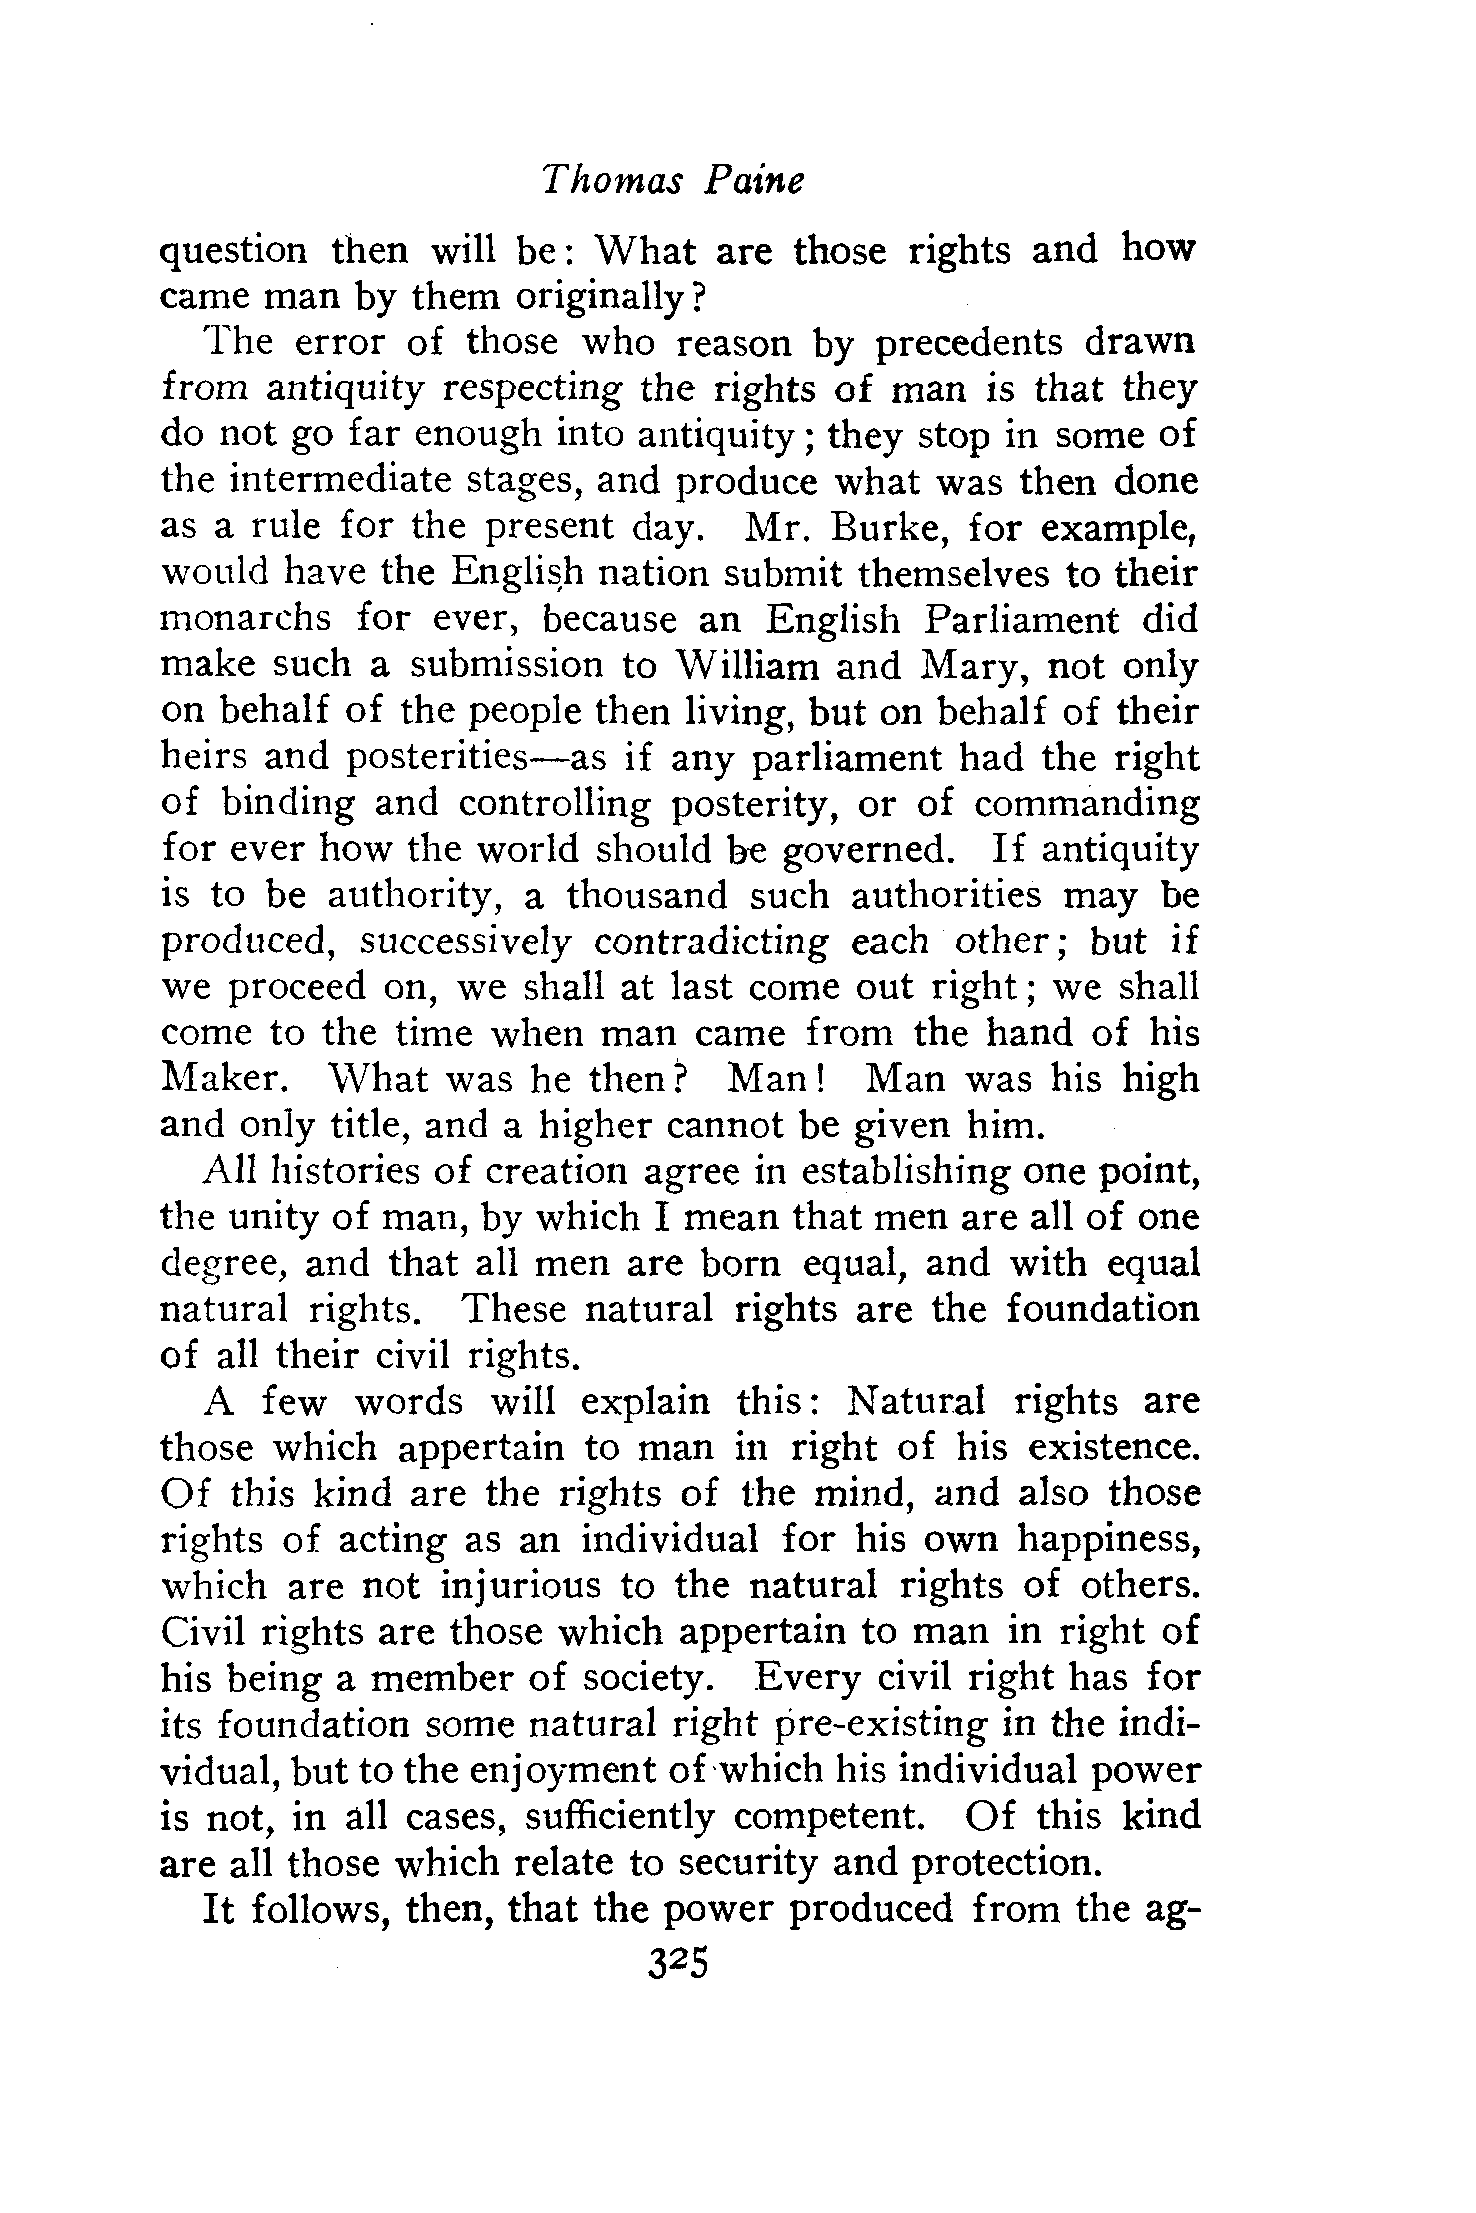 Thomas Paine
question then will be: What are those rights and how
came man by them originally?
The error of those who reason by precedents drawn
from antiquity respecting the rights of man is that they
do not go far enough into antiquity; they stop in some of
the intermediate stages, and produce what was then done
as a rule for the present day. Mr. Burke, for example,
would have the English nation submit themselves to their
monarchs for ever, because an English Parliament did
make such a submission to William and Mary, not only
on behalf of the people then living, but on behalf of their
heirs and posterities—as if any parliament had the right
of binding and controlling posterity, or of commanding
for ever how the world should be governed. If antiquity
is to be authority, a thousand such authorities may be
produced, successively contradicting each other; but if
we proceed on, we shall at last come out right; we shall
come to the time when man came from the hand of his
Maker. What was he then? Man! Man was his high
and only title, and a higher cannot be given him.
All histories of creation agree in establishing one point,
the unity of man, by which I mean that men are all of one
degree, and that all men are born equal, and with equal
natural rights. These natural rights are the foundation
of all their civil rights.
A few words will explain this: Natural rights are
those which appertain to man in right of his existence.
Of this kind are the rights of the mind, and also those
rights of acting as an individual for his own happiness,
which are not injurious to the natural rights of others.
Civil rights are those which appertain to man in right of
his being a member of society. Every civil right has for
its foundation some natural right pre-existing in the indi-
vidual, but to the enjoyment of which his individual power
is not, in all cases, sufficiently competent. Of this kind
are all those which relate to security and protection.
It follows, then, that the power produced from the ag-
325